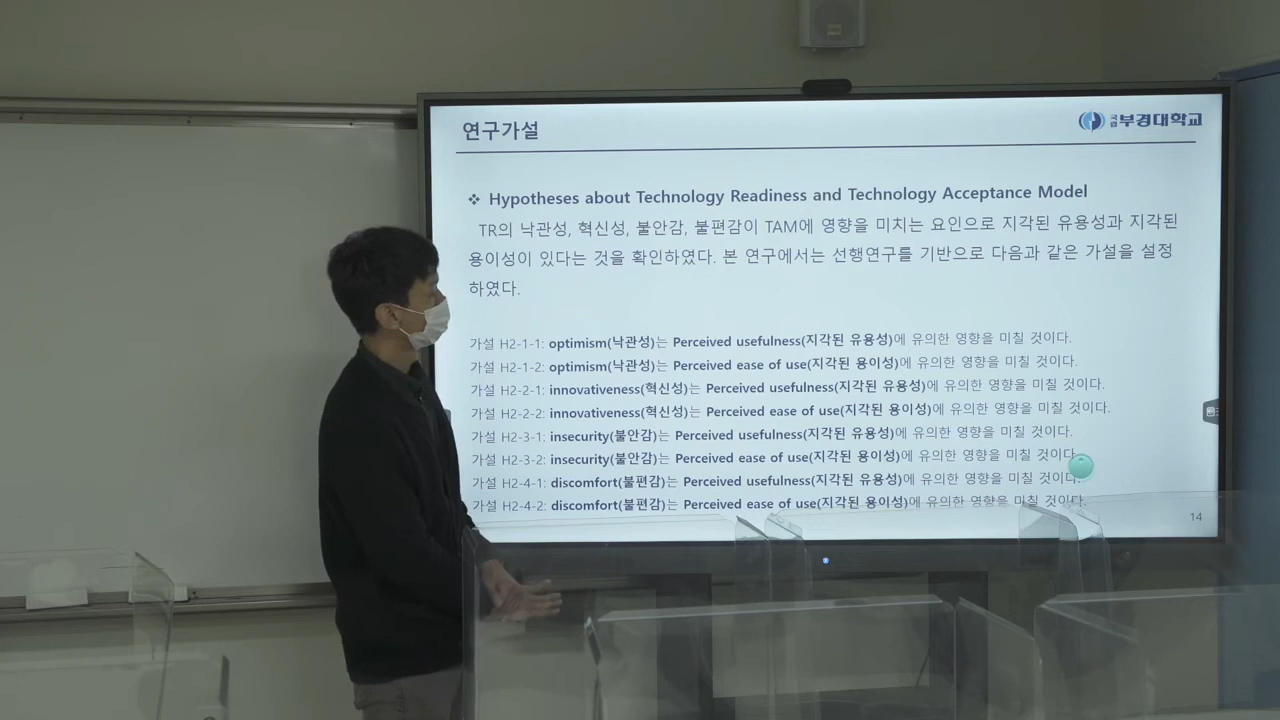 연구가설
국립부경대학교
❖ Hypotheses about Technology Readiness and Technology Acceptance Model
TR의 낙관성, 혁신성, 불안감, 불편감이 TAM에 영향을 미치는 요인으로 지각된 유용성과 지각된
용이성이 있다는 것을 확인하였다. 본 연구에서는 선행연구를 기반으로 다음과 같은 가설을 설정
하였다.
가설 H2-1-1: optimism(낙관성)는 Perceived usefulness(지각된 유용성)에 유의한 영향을 미칠 것이다.
가설 H2-1-2: optimism(낙관성)는 Perceived ease of use(지각된 용이성)에 유의한 영향을 미칠 것이다.
가설 H2-2-1: innovativeness(혁신성)는 Perceived usefulness(지각된 유용성)에 유의한 영향을 미칠 것이다.
가설 H2-2-2: innovativeness(혁신성)는 Perceived ease of use(지각된 용이성)에 유의한 영향을 미칠 것이다.
가설 H2-3-1: insecurity(불안감)는 Perceived usefulness(지각된 유용성)에 유의한 영향을 미칠 것이다.
가설 H2-3-2: insecurity(불안감)는 Perceived ease of use(지각된 용이성)에 유의한 영향을 미칠 것이다.
가설 H2-4-1: discomfort(불편감)는 Perceived usefulness(지각된 유용성)에 유의한 영향을 미칠 것이다.
가설 H2-4-2: discomfort(불편감)는 Perceived ease of use(지각된 용이성)에 유의한 영향을 미칠 것이다.
14